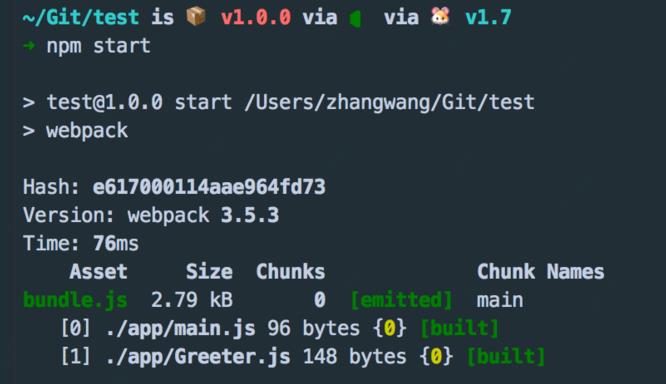 ~/Git/test is 📦 v1.0.0 via ⬢ via 🐹 v1.7
→ npm start
> test@1.0.0 start /Users/zhangwang/Git/test
> webpack
Hash: e617000114aae964fd73
Version: webpack 3.5.3
Time: 76ms
Asset Size Chunks Chunk Names
bundle.js 2.79 kB 0 [emitted] main
[0] ./app/main.js 96 bytes {0} [built]
[1] ./app/Greeter.js 148 bytes {0} [built]